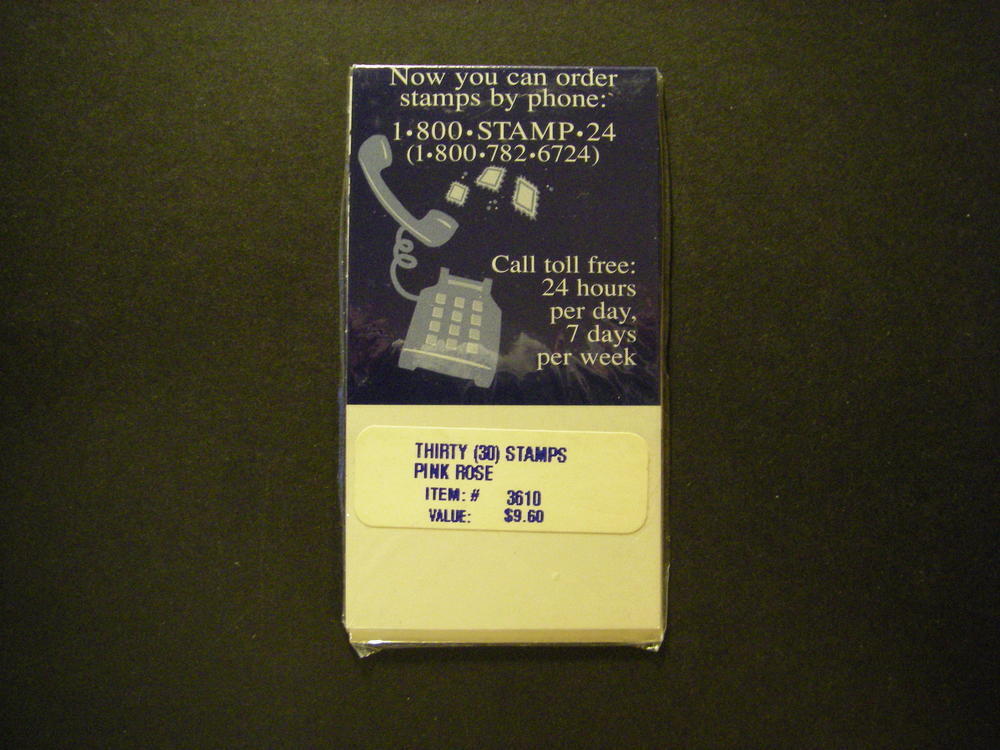 Now you can order
stamps by phone:
1•800•STAMP•24
(1•800•782•6724)
Call toll free:
24 hours
per day,
7 days
per week
THIRTY (30) STAMPS
PINK ROSE
ITEM: # 3610
VALUE: $9.60